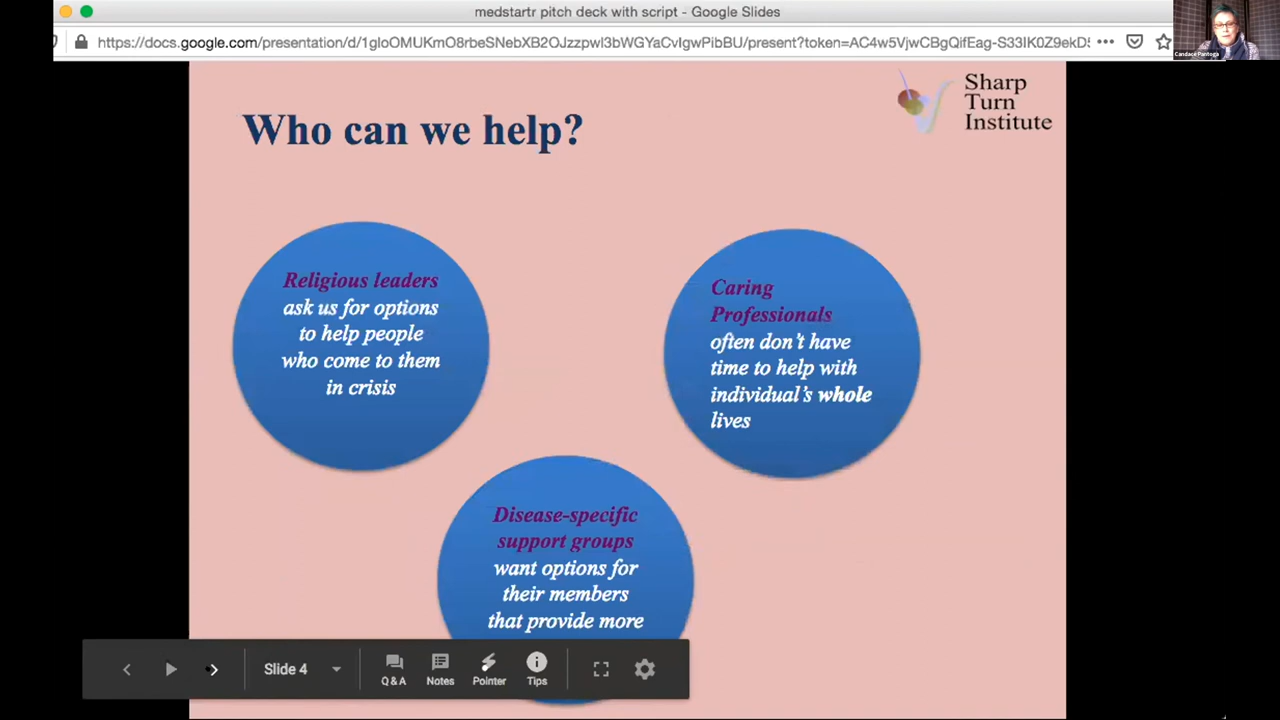 medstartr pitch deck with script - Google Slides
https://docs.google.com/presentation/d/1gIoOMUKmO8rbeSNebXB2OJzzpwl3bWGYaCvIgwPibBU/present?token=AC4w5VjwCBgQifEag-S33IK0Z9ekD
Candace Pantoga
Sharp
Turn
Institute
Who can we help?
Religious leaders
ask us for options
to help people
who come to them
in crisis
Caring
Professionals
often don't have
time to help with
individual's whole
lives
Disease-specific
support groups
want options for
their members
that provide more
Slide 4
Q & A
Notes
Pointer
Tips